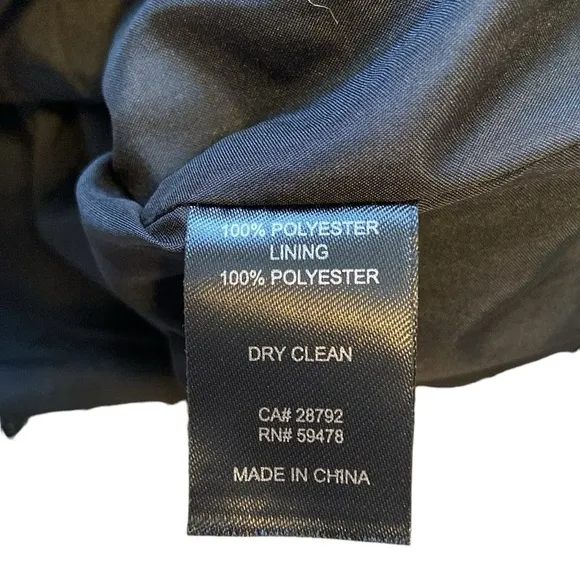 100% POLYESTER
LINING
100% POLYESTER
DRY CLEAN
CA# 28792
RN# 59478
MADE IN CHINA